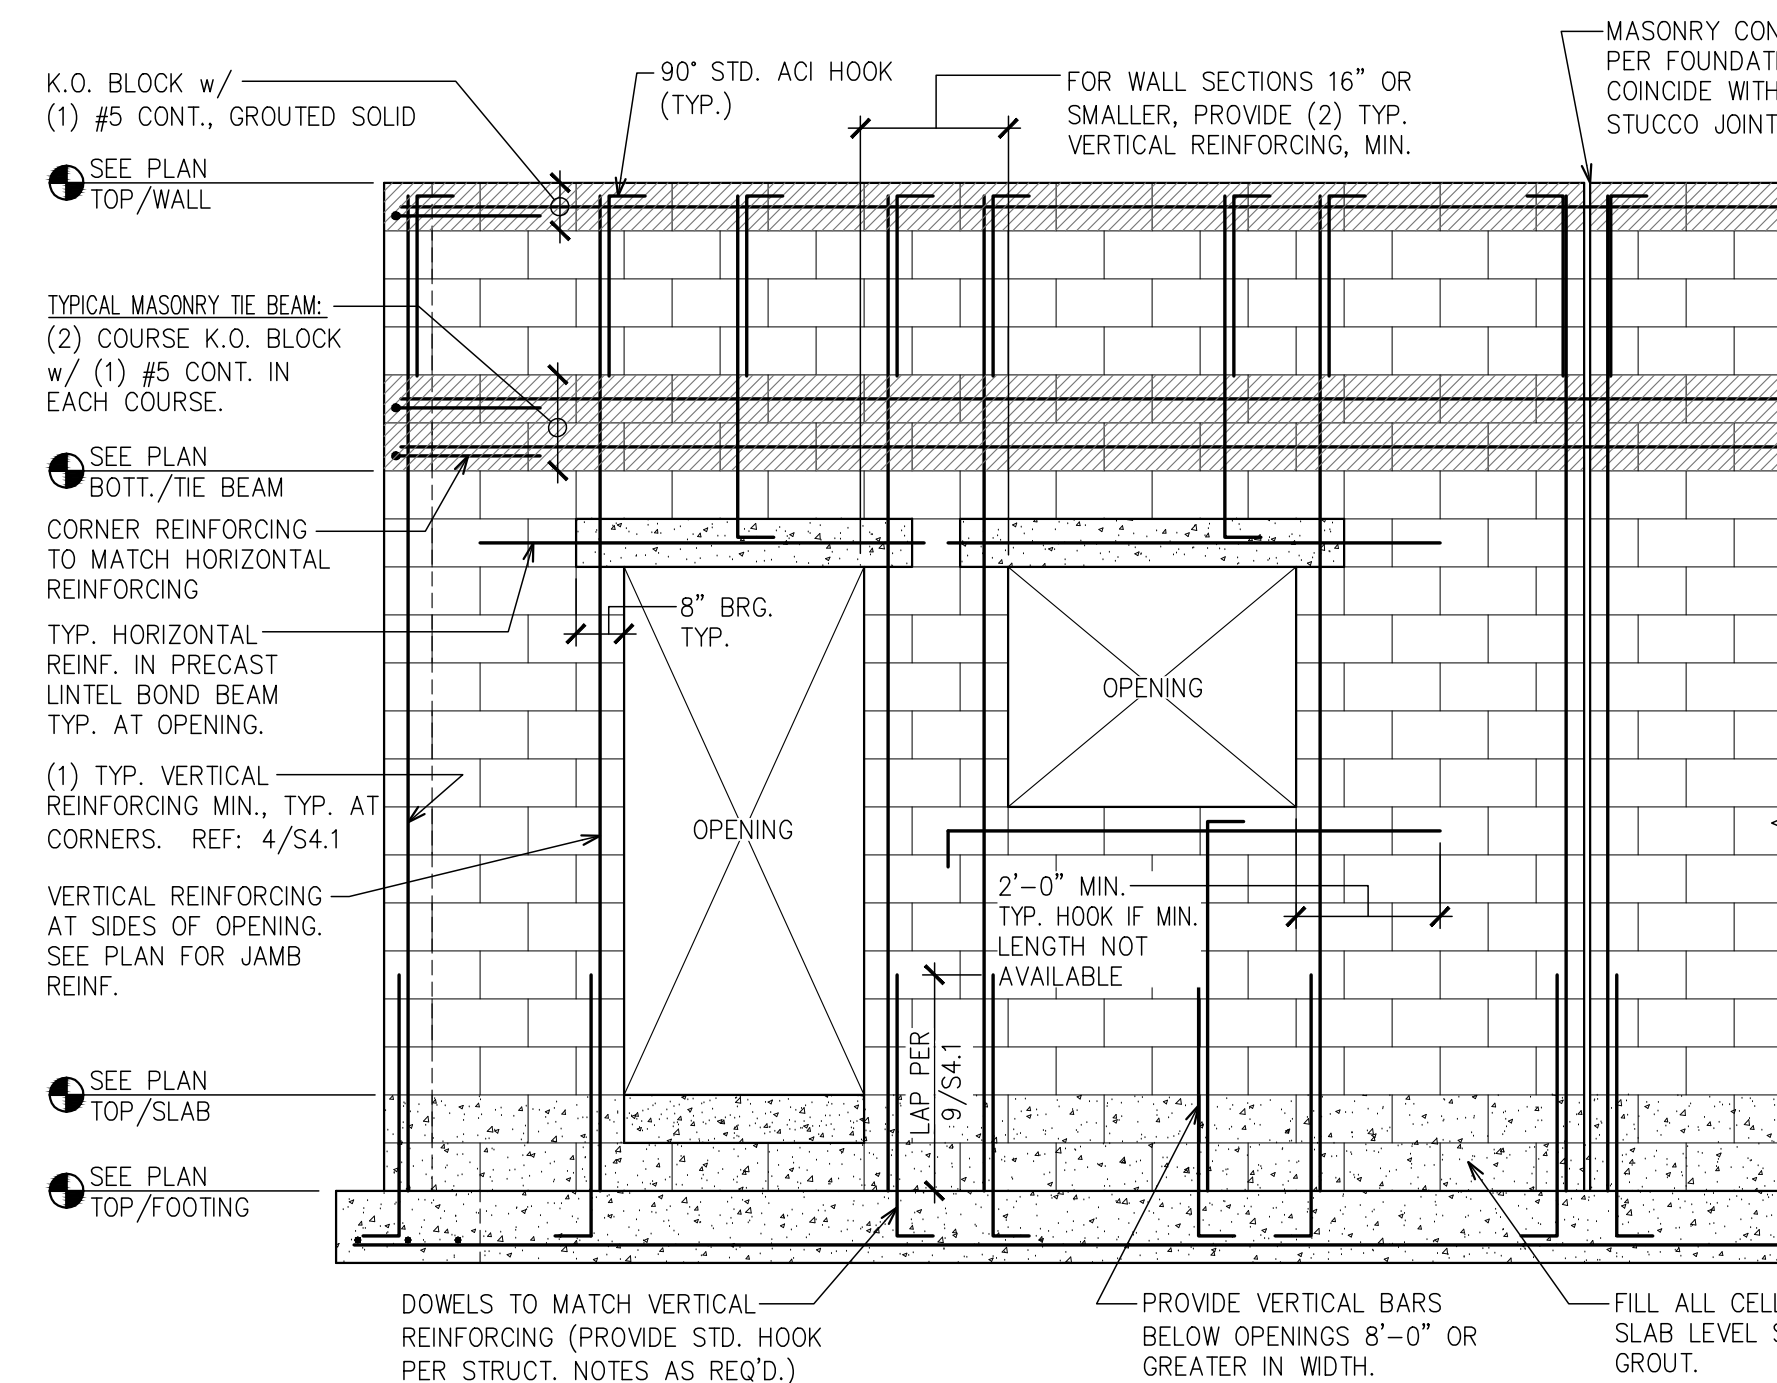 K.O. BLOCK w/
(1) #5 CONT., GROUTED SOLID
SEE PLAN
TOP/WALL
TYPICAL MASONRY TIE BEAM:
(2) COURSE K.O. BLOCK
w/ (1) #5 CONT. IN
EACH COURSE.
SEE PLAN
BOTT./TIE BEAM
CORNER REINFORCING
TO MATCH HORIZONTAL
REINFORCING
TYP. HORIZONTAL
REINF. IN PRECAST
LINTEL BOND BEAM
TYP. AT OPENING.
(1) TYP. VERTICAL
REINFORCING MIN., TYP. AT
CORNERS. REF: 4/S4.1
VERTICAL REINFORCING
AT SIDES OF OPENING.
SEE PLAN FOR JAMB
REINF.
SEE PLAN
TOP/SLAB
SEE PLAN
TOP/FOOTING
90° STD. ACI HOOK
(TYP.)
FOR WALL SECTIONS 16" OR
SMALLER, PROVIDE (2) TYP.
VERTICAL REINFORCING, MIN.
MASONRY CON
PER FOUNDATI
COINCIDE WITH
STUCCO JOINT
8" BRG.
TYP.
OPENING
OPENING
2'-0" MIN.
TYP. HOOK IF MIN.
LENGTH NOT
AVAILABLE
LAP PER
9/S4.1
DOWELS TO MATCH VERTICAL
REINFORCING (PROVIDE STD. HOOK
PER STRUCT. NOTES AS REQ'D.)
PROVIDE VERTICAL BARS
BELOW OPENINGS 8'-0" OR
GREATER IN WIDTH.
FILL ALL CELL
SLAB LEVEL S
GROUT.